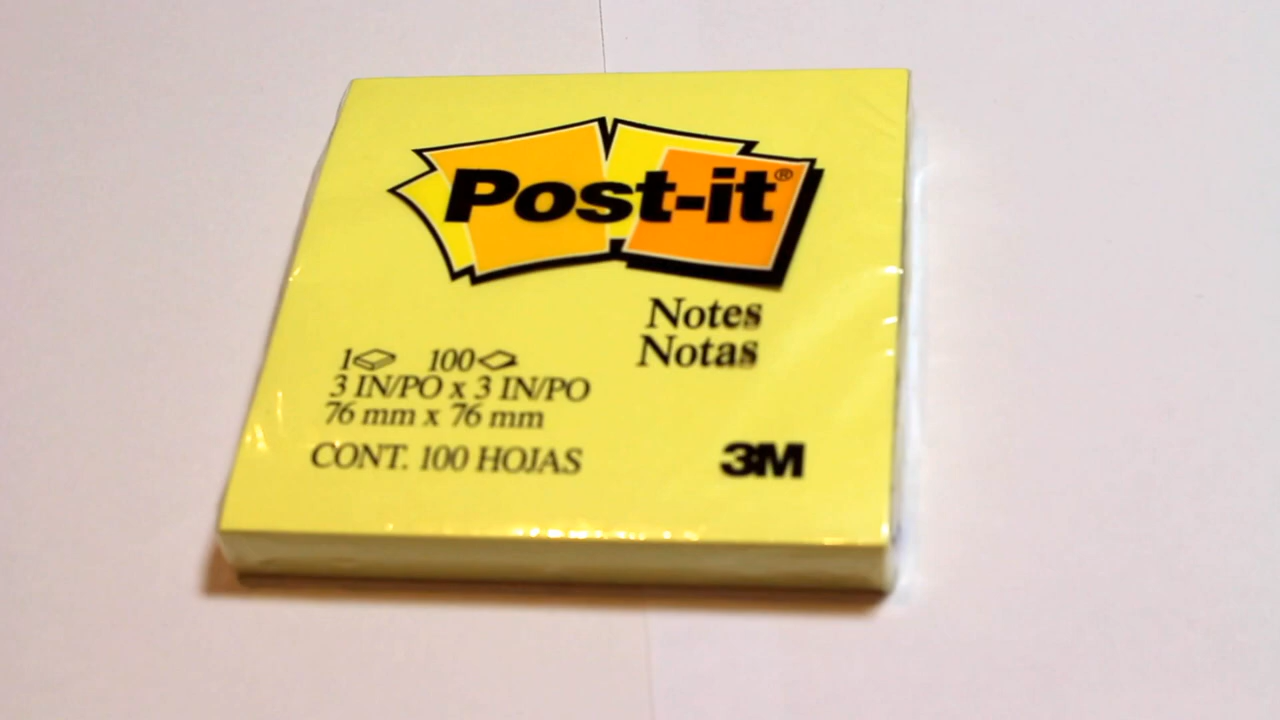 Post-it®
Notes
Notas
1 100
3 IN/PO x 3 IN/PO
76 mm x 76 mm
CONT. 100 HOJAS
3M